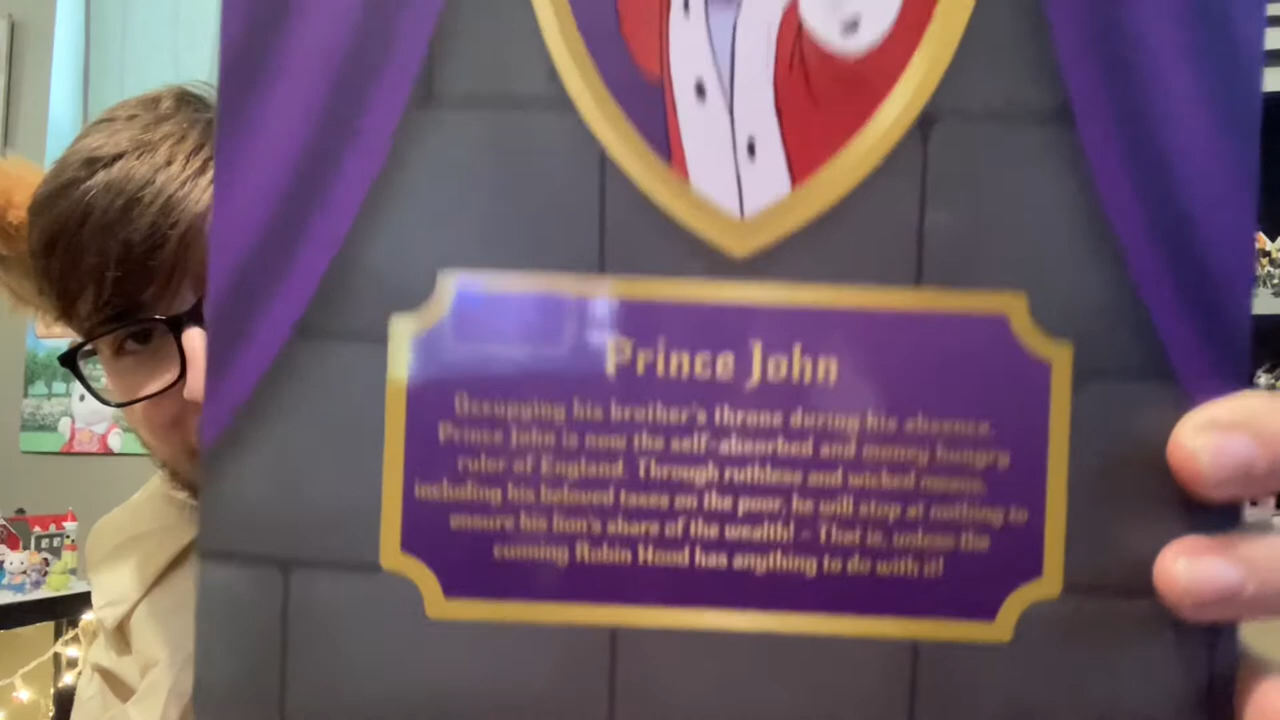 Prince John
Occupying his brother's throne during his absence,
Prince John is now the self-absorbed and money hungry
ruler of England. Through ruthless and wicked means,
including his beloved taxes on the poor, he will stop at nothing to
ensure his lion's share of the wealth! - That is, unless the
cunning Robin Hood has anything to do with it!